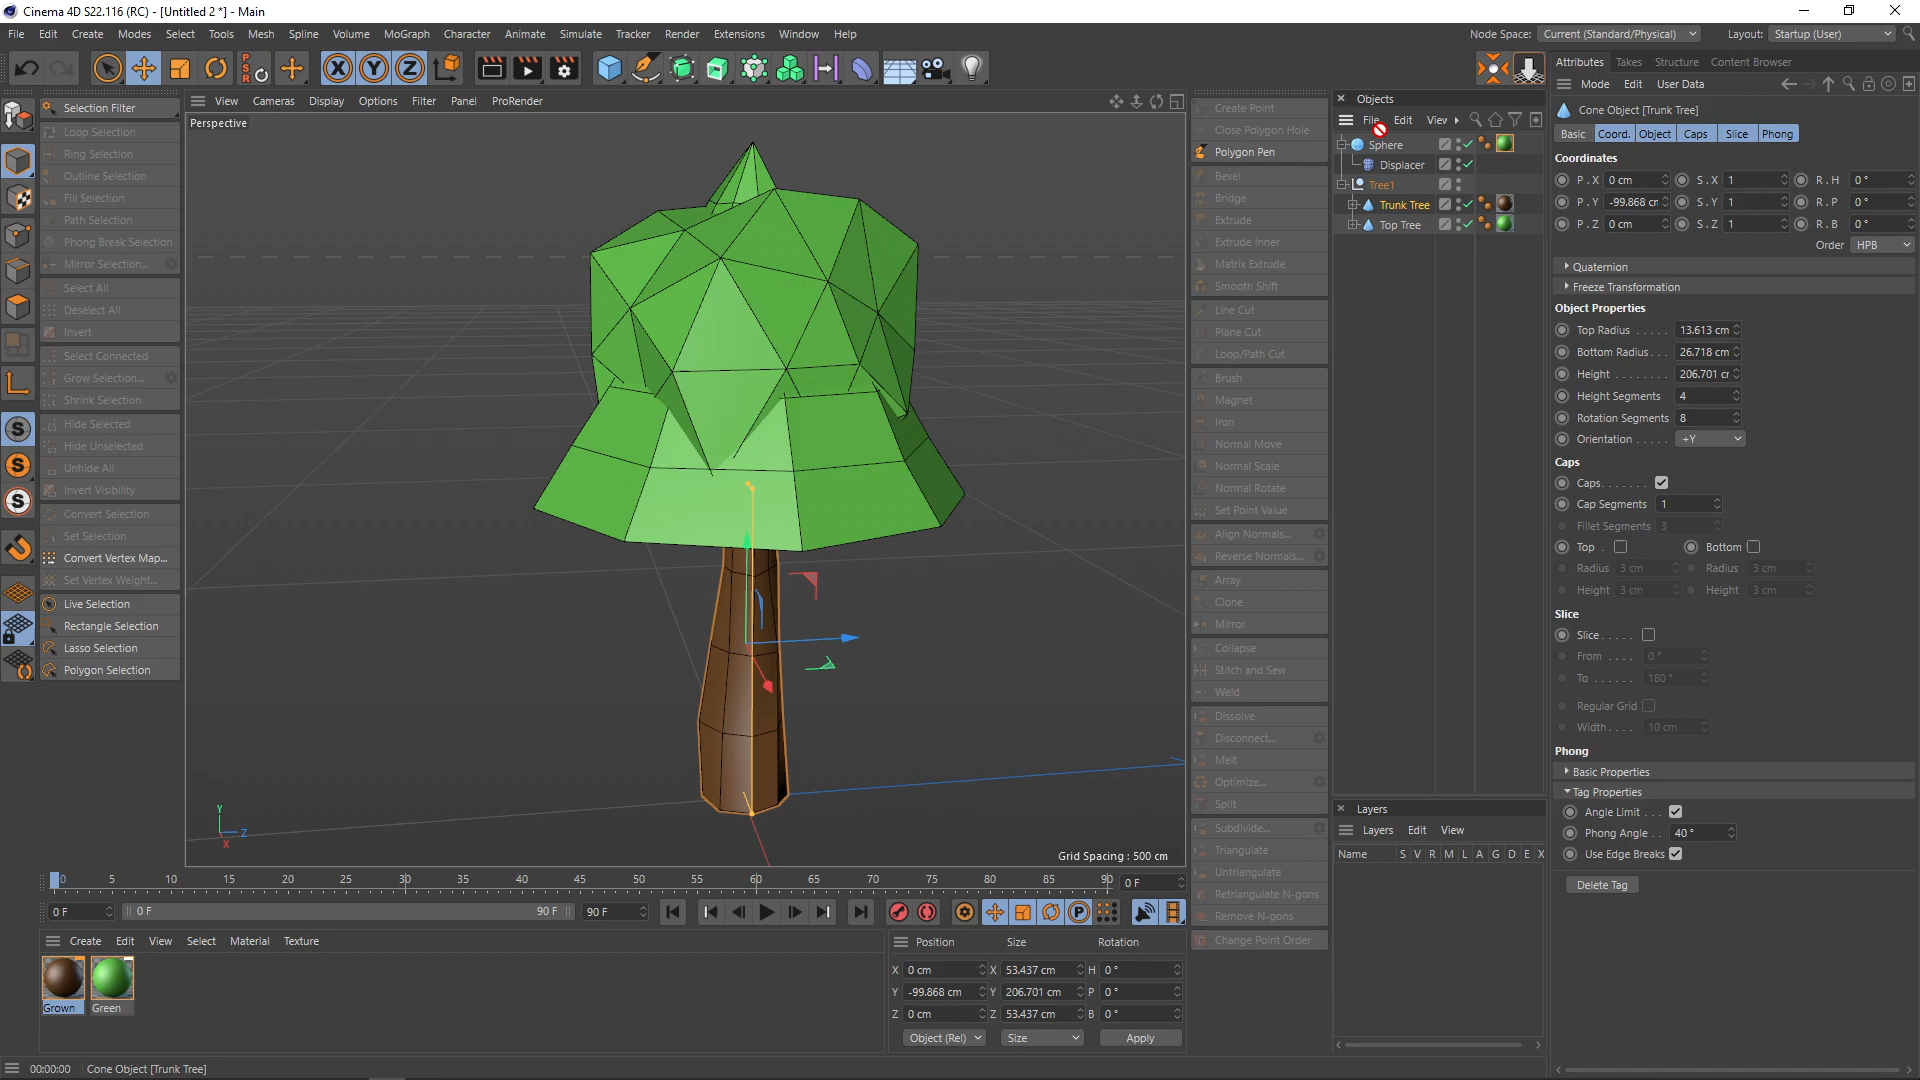 Cinema 4D S22.116 (RC) - [Untitled 2 *] - Main
File Edit Create Modes Select Spline Tools Mesh Spline Volume MoGraph Character Animate Simulate Tracker Render Extensions Window Help
Node Space: Current (Standard/Physical) Layout: Startup (User)
PSR X Y Z
Selection Filter
Loop Selection
Ring Selection
Outline Selection
Fill Selection
Path Selection
Phong Break Selection
Mirror Selection...
Select All
Deselect All
Invert
Select Connected
Grow Selection...
Shrink Selection
Hide Selected
Hide Unselected
Unhide All
Invert Visibility
Convert Selection
Set Selection
Convert Vertex Map...
Set Vertex Weight...
Live Selection
Rectangle Selection
Lasso Selection
Polygon Selection
S
S
S
View Cameras Display Options Filter Panel ProRender
Perspective
Y
Z
X
Grid Spacing : 500 cm
0 5 10 15 20 25 30 35 40 45 50 55 60 65 70 75 80 85 90 0 F
0 F 0 F 90 F 90 F P
Create Edit View Select Material Texture
Grown Green
Position Size Rotation
X 0 cm X 53.437 cm H 0 °
Y -99.868 cm Y 206.701 cm P 0 °
Z 0 cm Z 53.437 cm B 0 °
Object (Rel) Size Apply
00:00:00 Cone Object [Trunk Tree]
Create Point
Close Polygon Hole
Polygon Pen
Bevel
Bridge
Extrude
Extrude Inner
Matrix Extrude
Smooth Shift
Line Cut
Plane Cut
Loop/Path Cut
Brush
Magnet
Iron
Normal Move
Normal Scale
Normal Rotate
Set Point Value
Align Normals...
Reverse Normals...
Array
Clone
Mirror
Collapse
Stitch and Sew
Weld
Dissolve
Disconnect...
Melt
Optimize...
Split
Subdivide...
Triangulate
Untriangulate
Retriangulate N-gons
Remove N-gons
Change Point Order
Objects
File Edit View
Sphere
Displacer
Tree1
Trunk Tree
Top Tree
Layers
Layers Edit View
Name S V R M L A G D E X
Attributes Takes Structure Content Browser
Mode Edit User Data
Cone Object [Trunk Tree]
Basic Coord. Object Caps Slice Phong
Coordinates
P . X 0 cm S . X 1 R . H 0 °
P . Y -99.868 cm S . Y 1 R . P 0 °
P . Z 0 cm S . Z 1 R . B 0 °
Order HPB
Quaternion
Freeze Transformation
Object Properties
Top Radius . . . . . 13.613 cm
Bottom Radius . . . 26.718 cm
Height . . . . . . . . 206.701 cr
Height Segments 4
Rotation Segments 8
Orientation . . . . . +Y
Caps
Caps. . . . . . .
Cap Segments 1
Fillet Segments 3
Top . Bottom
Radius 3 cm Radius 3 cm
Height 3 cm Height 3 cm
Slice
Slice . . . . .
From . . . . 0 °
To . . . . . . 180 °
Regular Grid
Width. . . . 10 cm
Phong
Basic Properties
Tag Properties
Angle Limit . . .
Phong Angle . . 40 °
Use Edge Breaks
Delete Tag